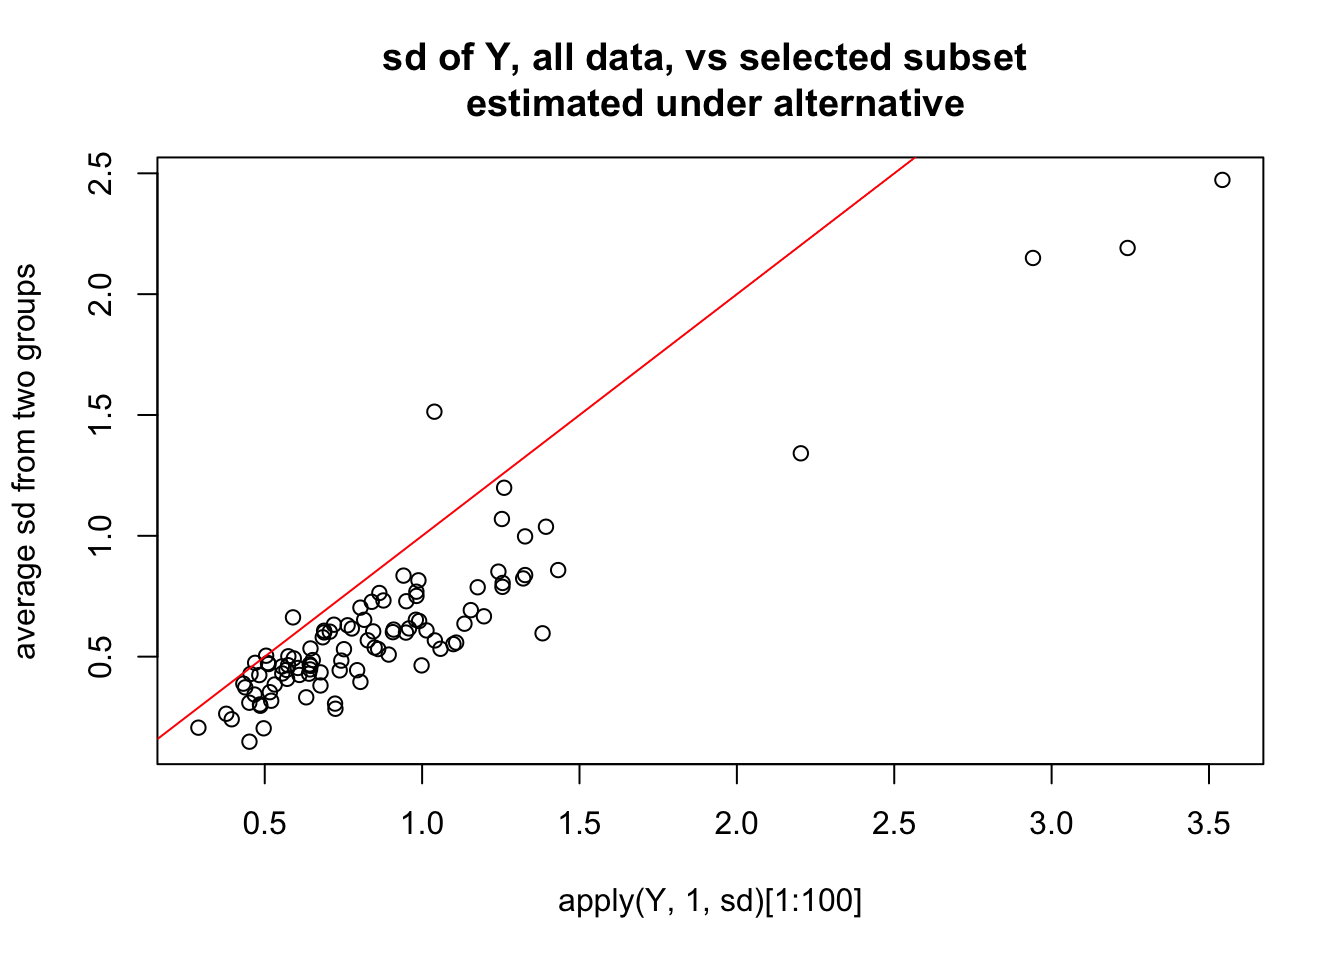 sd of Y, all data, vs selected subset
estimated under alternative
average sd from two groups
2.5
2.0
1.5
1.0
0.5
0.5 1.0 1.5 2.0 2.5 3.0 3.5
apply(Y, 1, sd)[1:100]